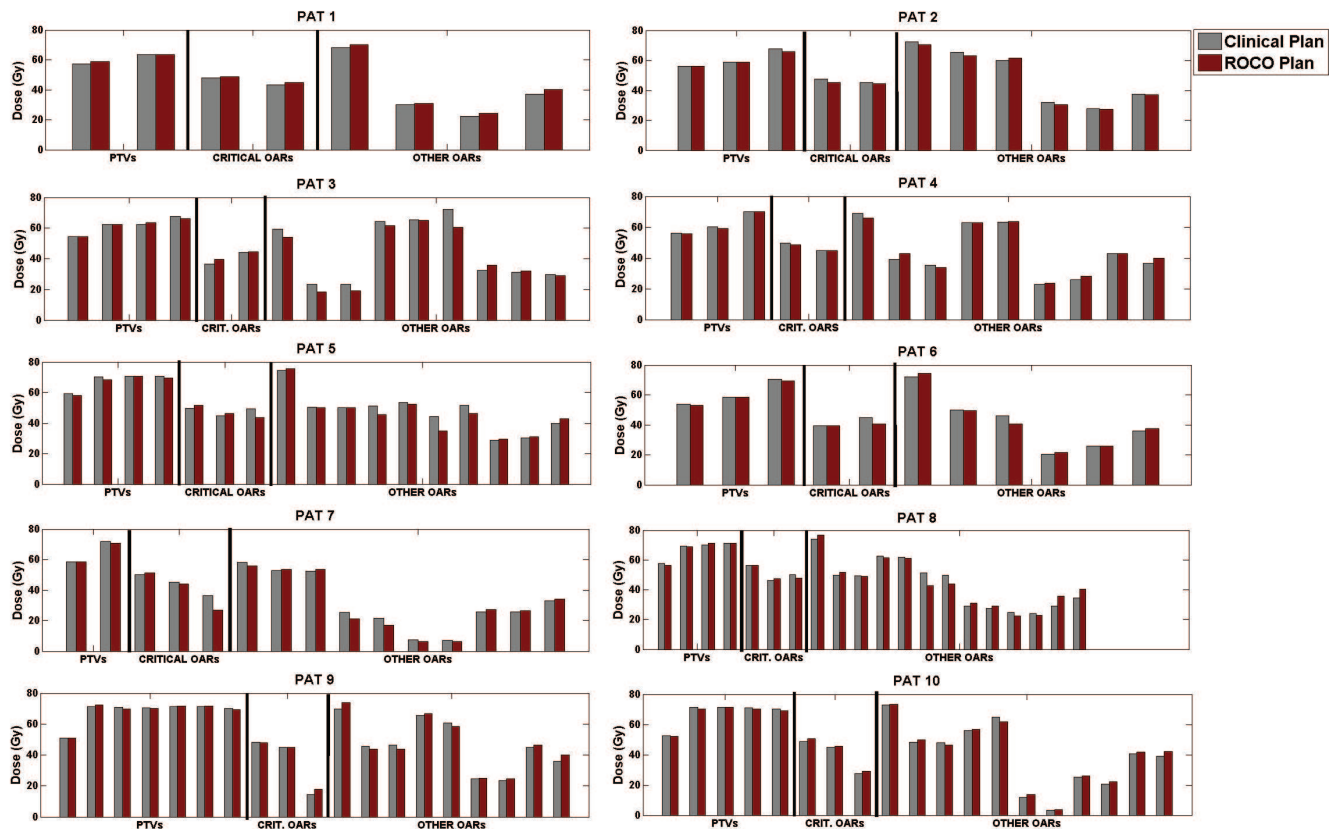 PAT 1
Dose (Gy)
80
60
40
20
0
PTVs CRITICAL OARs OTHER OARs
PAT 2
Dose (Gy)
80
60
40
20
0
PTVs CRITICAL OARs OTHER OARs
Clinical Plan
ROCO Plan
PAT 3
Dose (Gy)
80
60
40
20
0
PTVs CRIT. OARs OTHER OARs
PAT 4
Dose (Gy)
80
60
40
20
0
PTVs CRIT. OARS OTHER OARs
PAT 5
Dose (Gy)
80
60
40
20
0
PTVs CRITICAL OARs OTHER OARs
PAT 6
Dose (Gy)
80
60
40
20
0
PTVs CRITICAL OARs OTHER OARs
PAT 7
Dose (Gy)
80
60
40
20
0
PTVs CRITICAL OARs OTHER OARs
PAT 8
Dose (Gy)
80
60
40
20
0
PTVs CRIT. OARs OTHER OARs
PAT 9
Dose (Gy)
80
60
40
20
0
PTVs CRIT. OARs OTHER OARs
PAT 10
Dose (Gy)
80
60
40
20
0
PTVs CRIT. OARs OTHER OARs